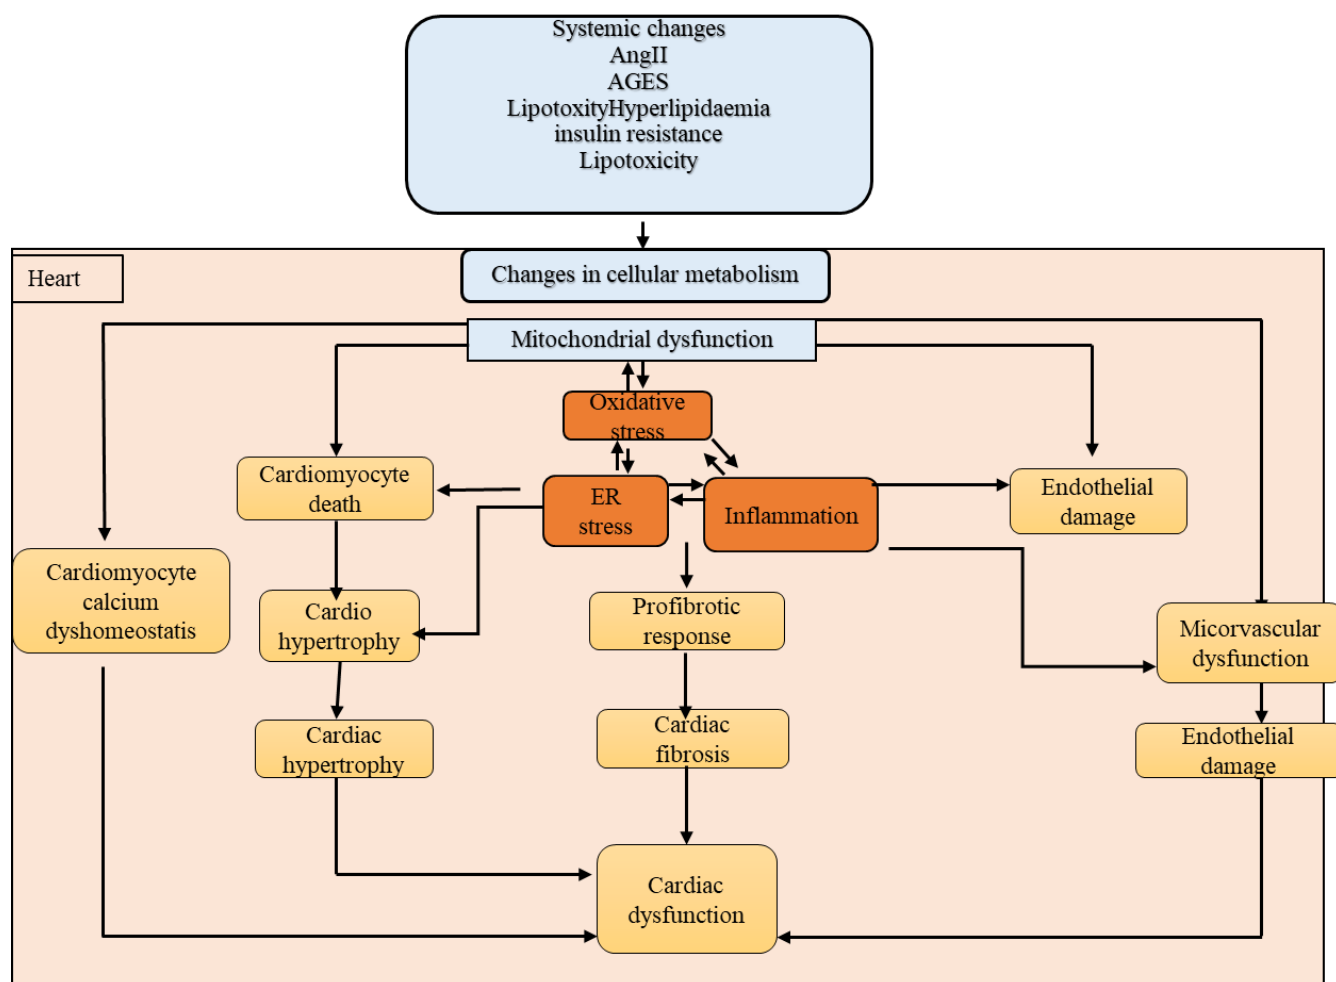 Systemic changes
AngII
AGES
LipotoxityHyperlipidaemia
insulin resistance
Lipotoxicity
Heart
Changes in cellular metabolism
Mitochondrial dysfunction
Oxidative
stress
Cardiomyocyte
death
ER
stress
Inflammation
Endothelial
damage
Cardiomyocyte
calcium
dyshomeostatis
Cardio
hypertrophy
Profibrotic
response
Micorvascular
dysfunction
Cardiac
hypertrophy
Cardiac
fibrosis
Endothelial
damage
Cardiac
dysfunction